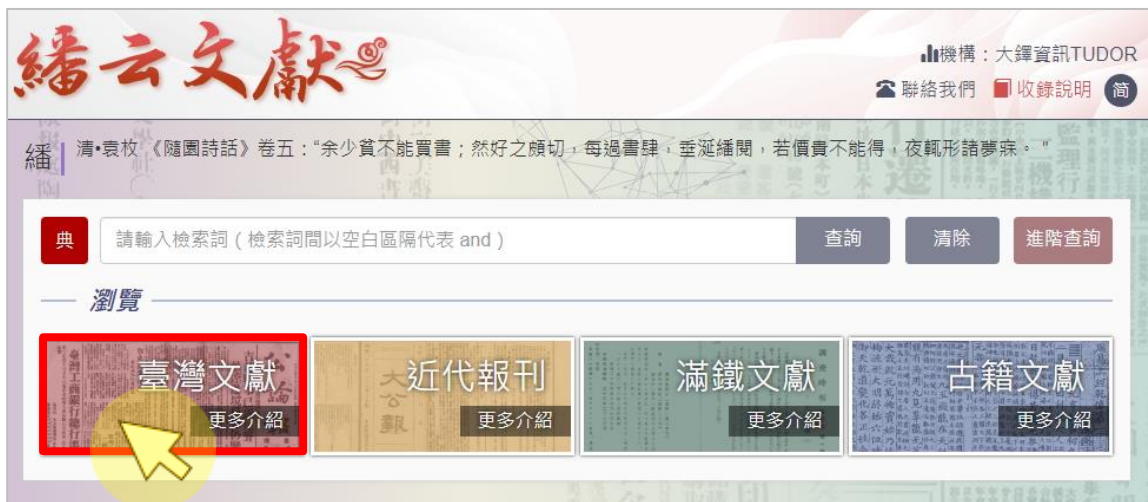 繙云文獻
機構：大鐸資訊TUDOR
聯絡我們 收錄說明 简
繙 清•袁枚 《隨園詩話》卷五：“余少貧不能買書；然好之頗切，每過書肆，垂涎繙閱，若價貴不能得，夜輒形諸夢寐。"
典 請輸入檢索詞 ( 檢索詞間以空白區隔代表 and ) 查詢 清除 進階查詢
瀏覽
臺灣文獻 近代報刊 滿鐵文獻 古籍文獻
更多介紹 更多介紹 更多介紹 更多介紹
大公報